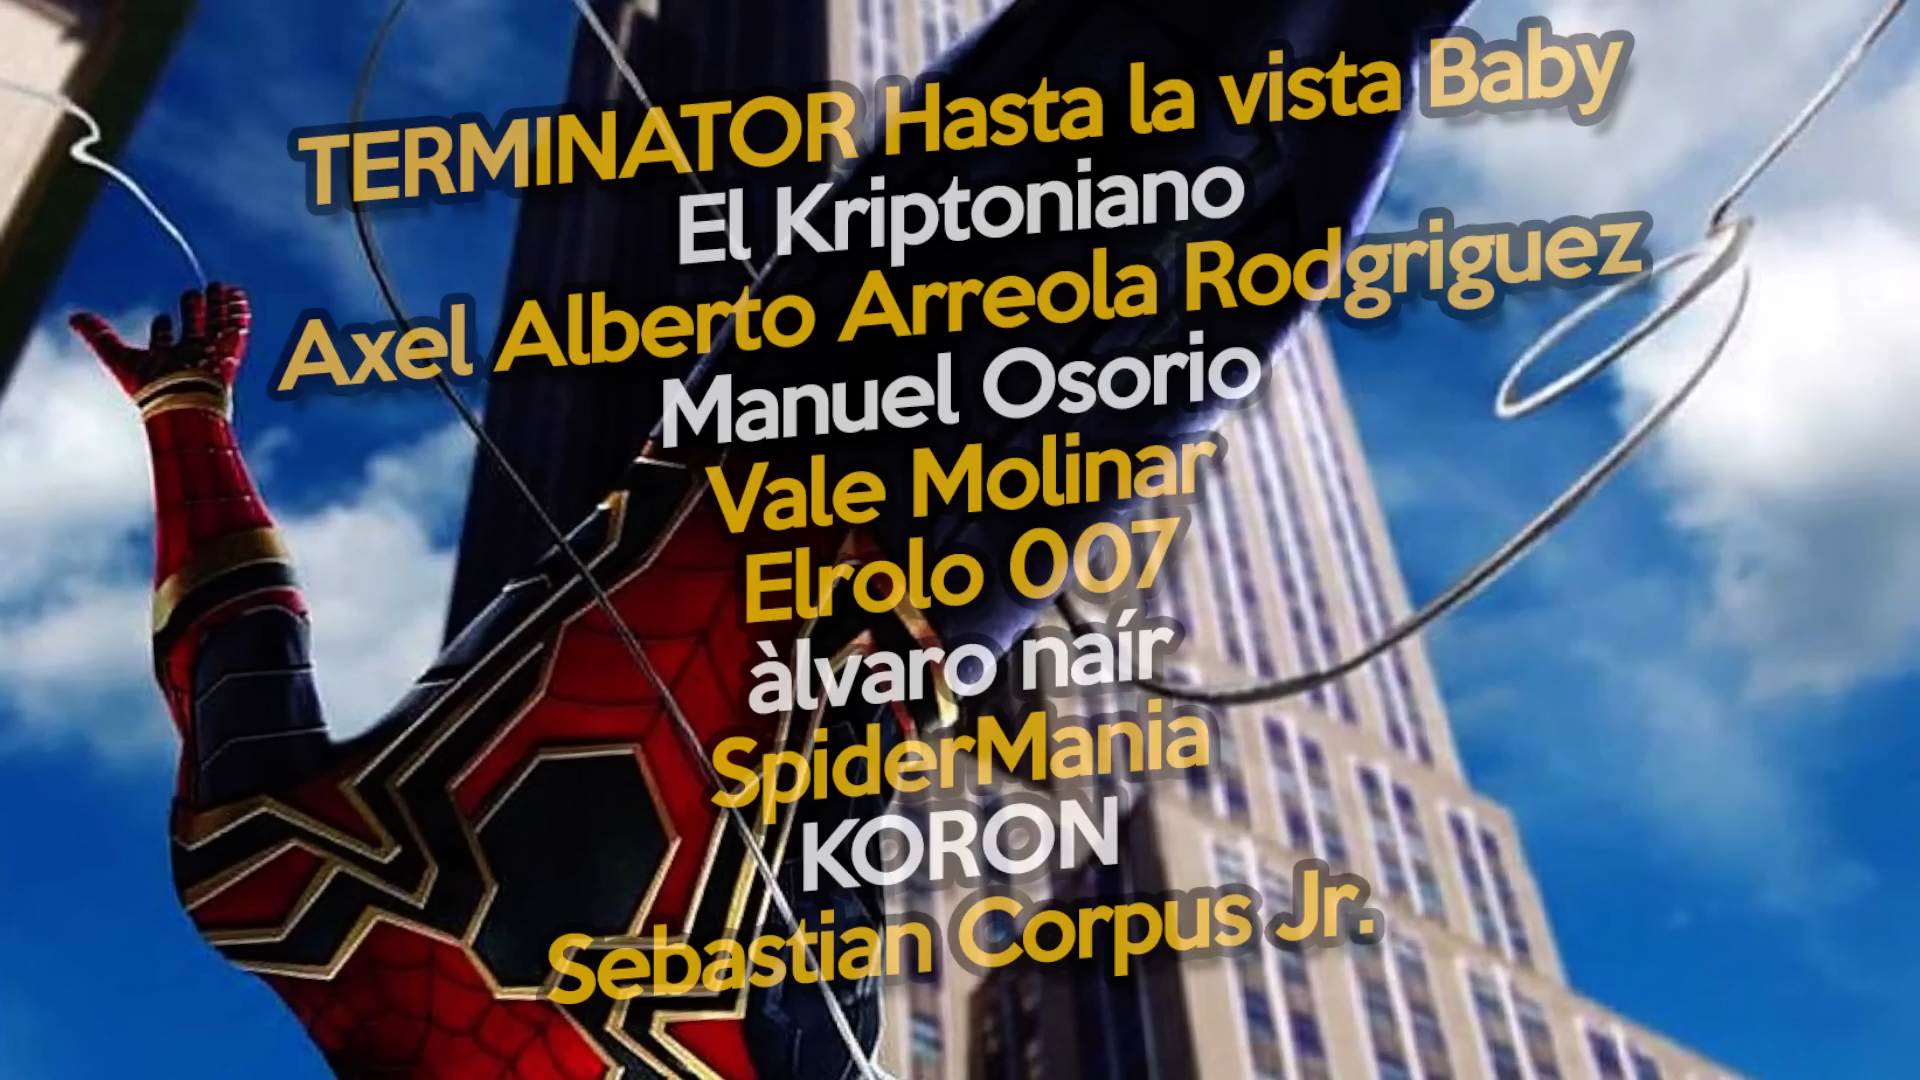 TERMINATOR Hasta la vista Baby
El Kriptoniano
Axel Alberto Arreola Rodgriguez
Manuel Osorio
Vale Molinar
Elrolo 007
àlvaro naír
SpiderMania
KORON
Sebastian Corpus Jr.